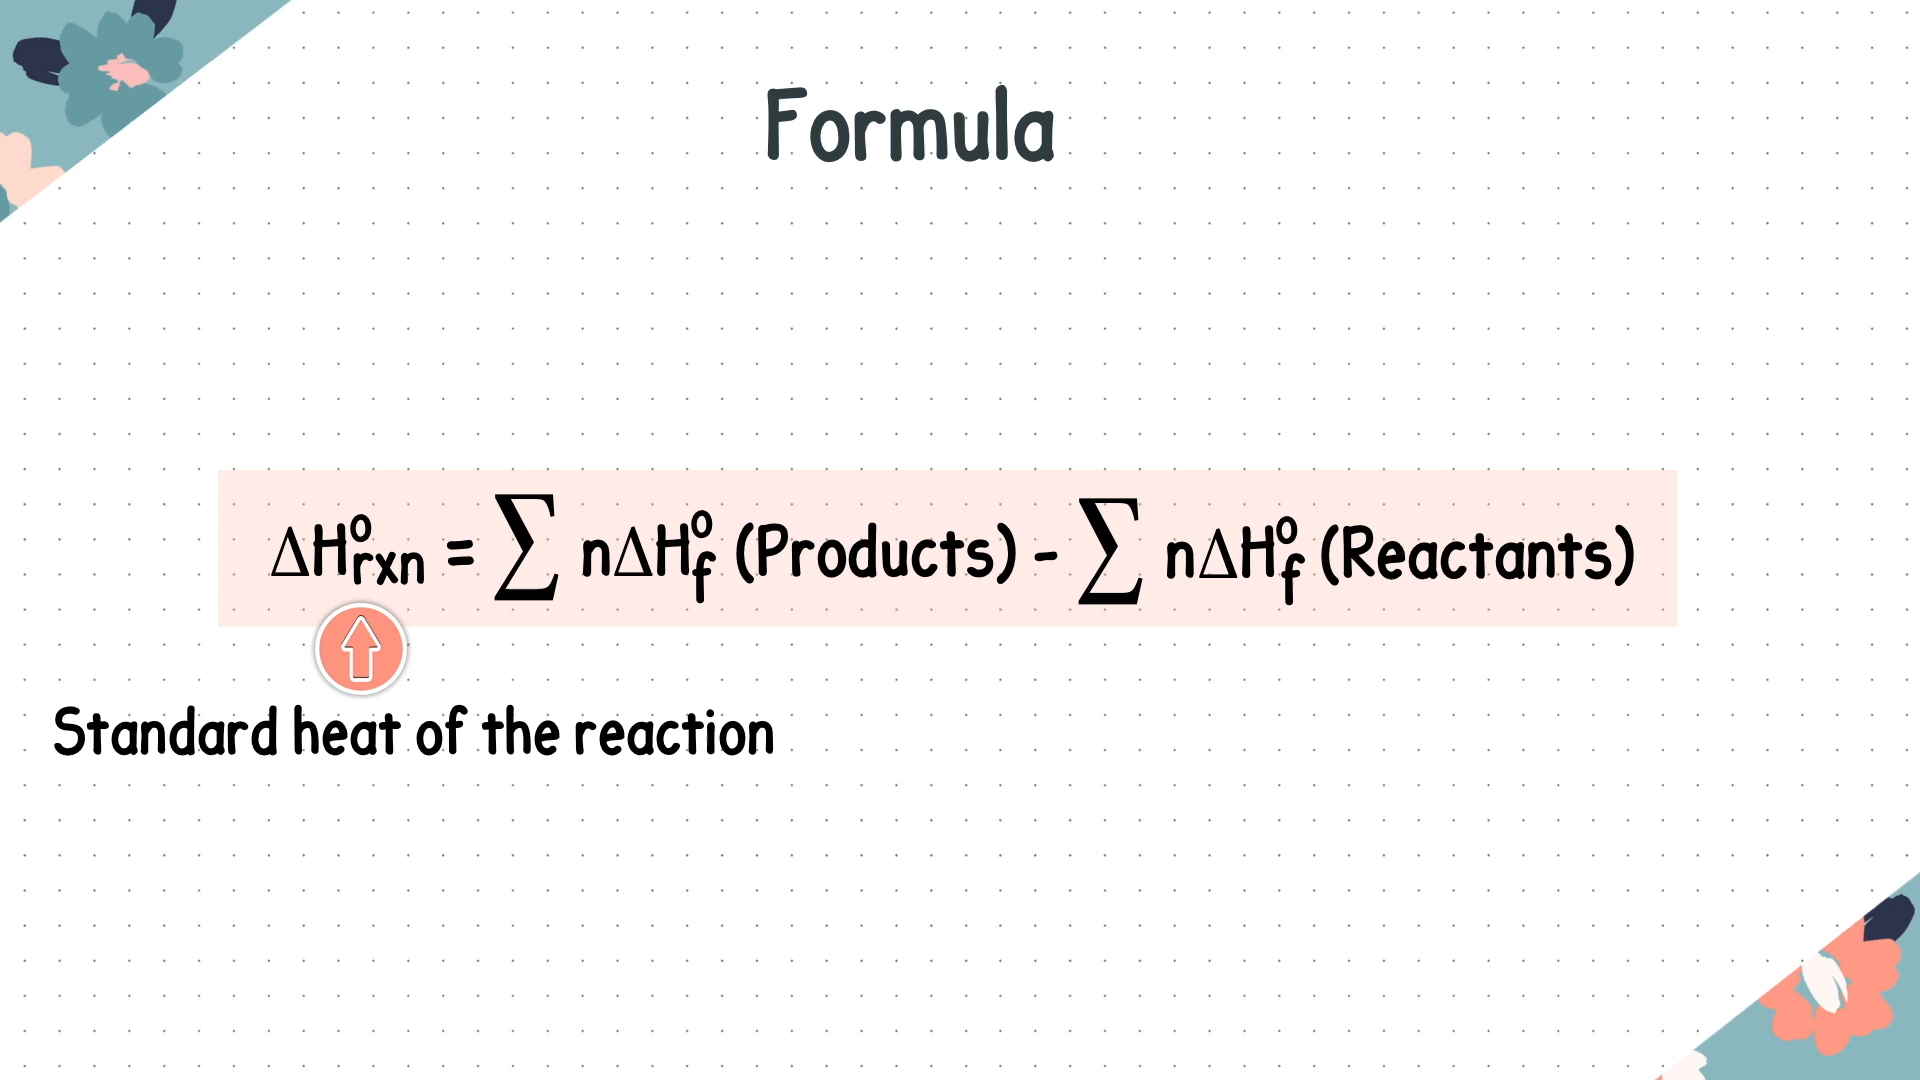 Formula
ΔH°rxn = ∑ nΔH°f (Products) - ∑ nΔH°f (Reactants)
Standard heat of the reaction